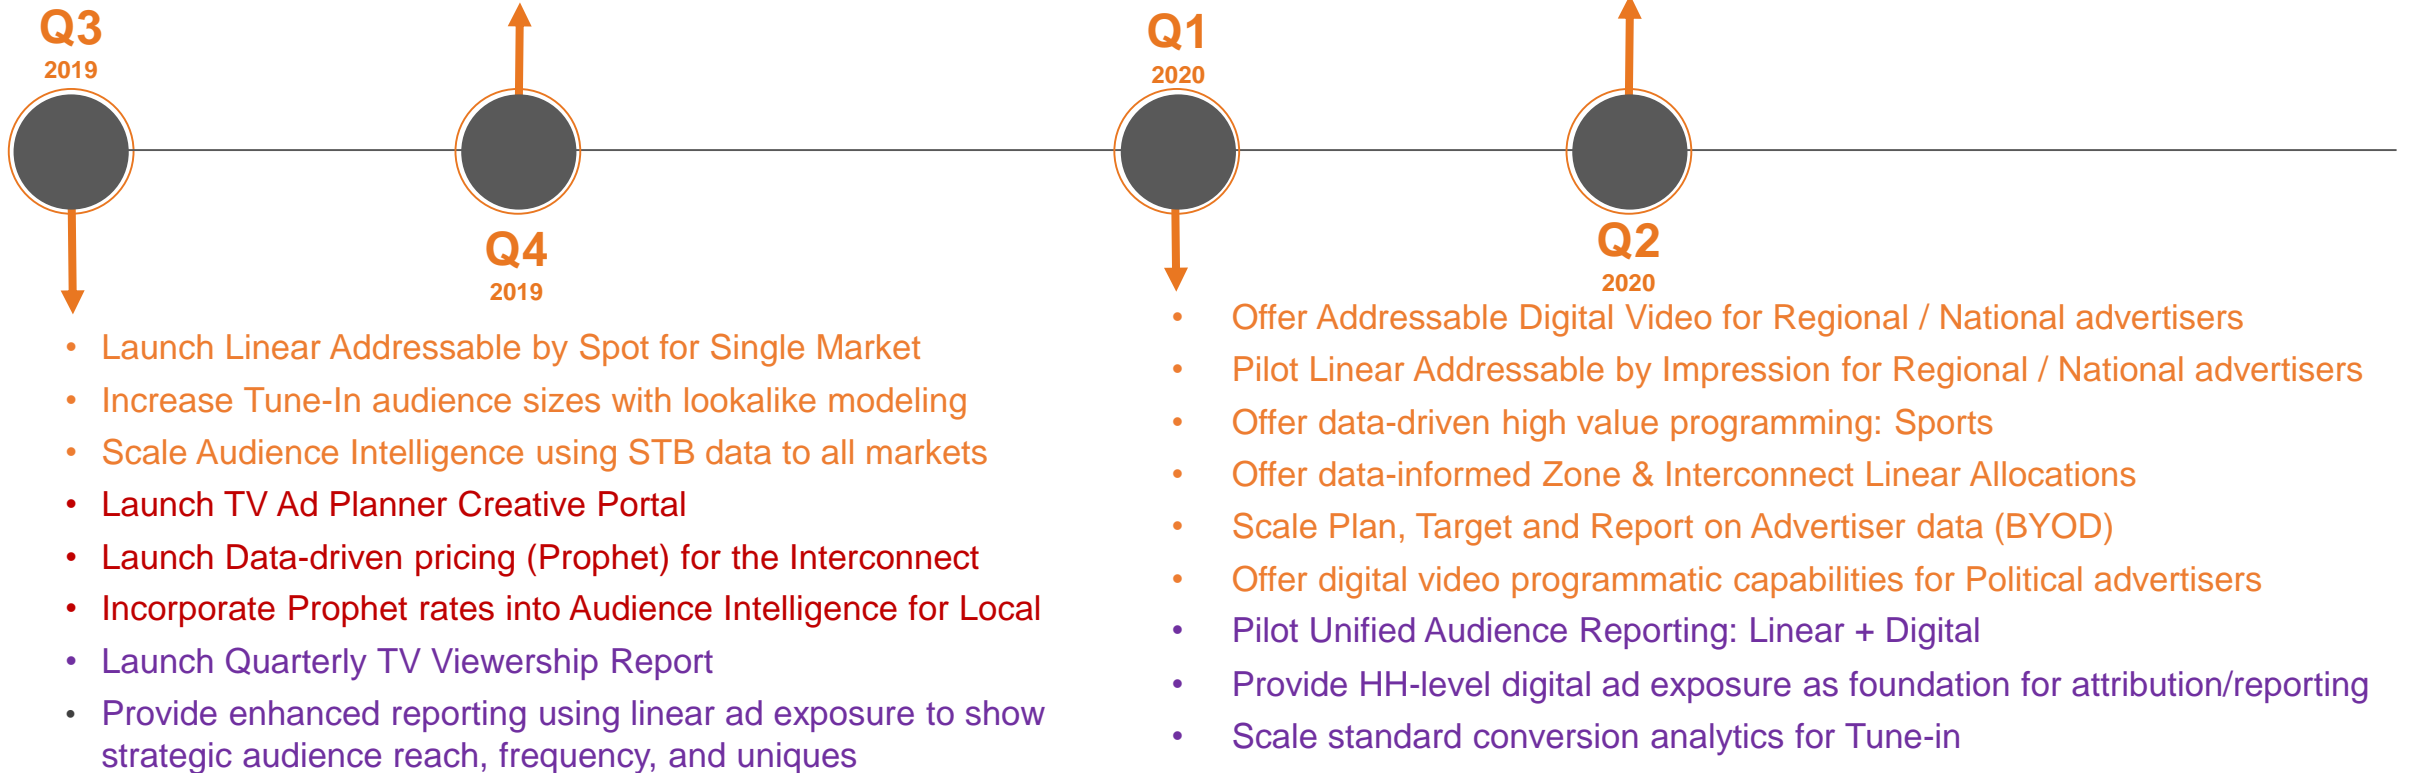 Q3
2019
Q4
2019
• Launch Linear Addressable by Spot for Single Market
• Increase Tune-In audience sizes with lookalike modeling
• Scale Audience Intelligence using STB data to all markets
• Launch TV Ad Planner Creative Portal
• Launch Data-driven pricing (Prophet) for the Interconnect
• Incorporate Prophet rates into Audience Intelligence for Local
• Launch Quarterly TV Viewership Report
• Provide enhanced reporting using linear ad exposure to show
strategic audience reach, frequency, and uniques
Q1
2020
Q2
2020
• Offer Addressable Digital Video for Regional / National advertisers
• Pilot Linear Addressable by Impression for Regional / National advertisers
• Offer data-driven high value programming: Sports
• Offer data-informed Zone & Interconnect Linear Allocations
• Scale Plan, Target and Report on Advertiser data (BYOD)
• Offer digital video programmatic capabilities for Political advertisers
• Pilot Unified Audience Reporting: Linear + Digital
• Provide HH-level digital ad exposure as foundation for attribution/reporting
• Scale standard conversion analytics for Tune-in